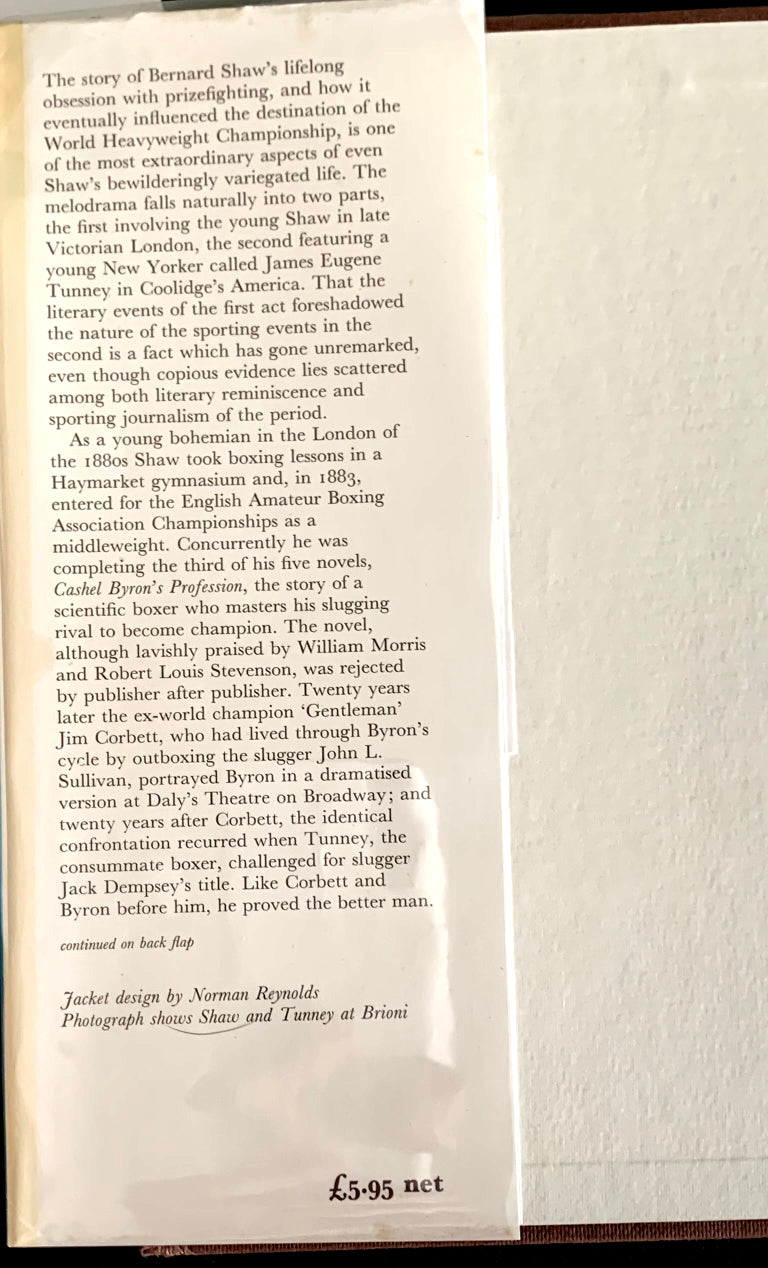 The story of Bernard Shaw's lifelong
obsession with prizefighting, and how it
eventually influenced the destination of the
World Heavyweight Championship, is one
of the most extraordinary aspects of even
Shaw's bewilderingly variegated life. The
melodrama falls naturally into two parts,
the first involving the young Shaw in late
Victorian London, the second featuring a
young New Yorker called James Eugene
Tunney in Coolidge's America. That the
literary events of the first act foreshadowed
the nature of the sporting events in the
second is a fact which has gone unremarked,
even though copious evidence lies scattered
among both literary reminiscence and
sporting journalism of the period.
As a young bohemian in the London of
the 1880s Shaw took boxing lessons in a
Haymarket gymnasium and, in 1883,
entered for the English Amateur Boxing
Association Championships as a
middleweight. Concurrently he was
completing the third of his five novels,
Cashel Byron's Profession, the story of a
scientific boxer who masters his slugging
rival to become champion. The novel,
although lavishly praised by William Morris
and Robert Louis Stevenson, was rejected
by publisher after publisher. Twenty years
later the ex-world champion 'Gentleman'
Jim Corbett, who had lived through Byron's
cycle by outboxing the slugger John L.
Sullivan, portrayed Byron in a dramatised
version at Daly's Theatre on Broadway; and
twenty years after Corbett, the identical
confrontation recurred when Tunney, the
consummate boxer, challenged for slugger
Jack Dempsey's title. Like Corbett and
Byron before him, he proved the better man.
continued on back flap
Jacket design by Norman Reynolds
Photograph shows Shaw and Tunney at Brioni
£5·95 net